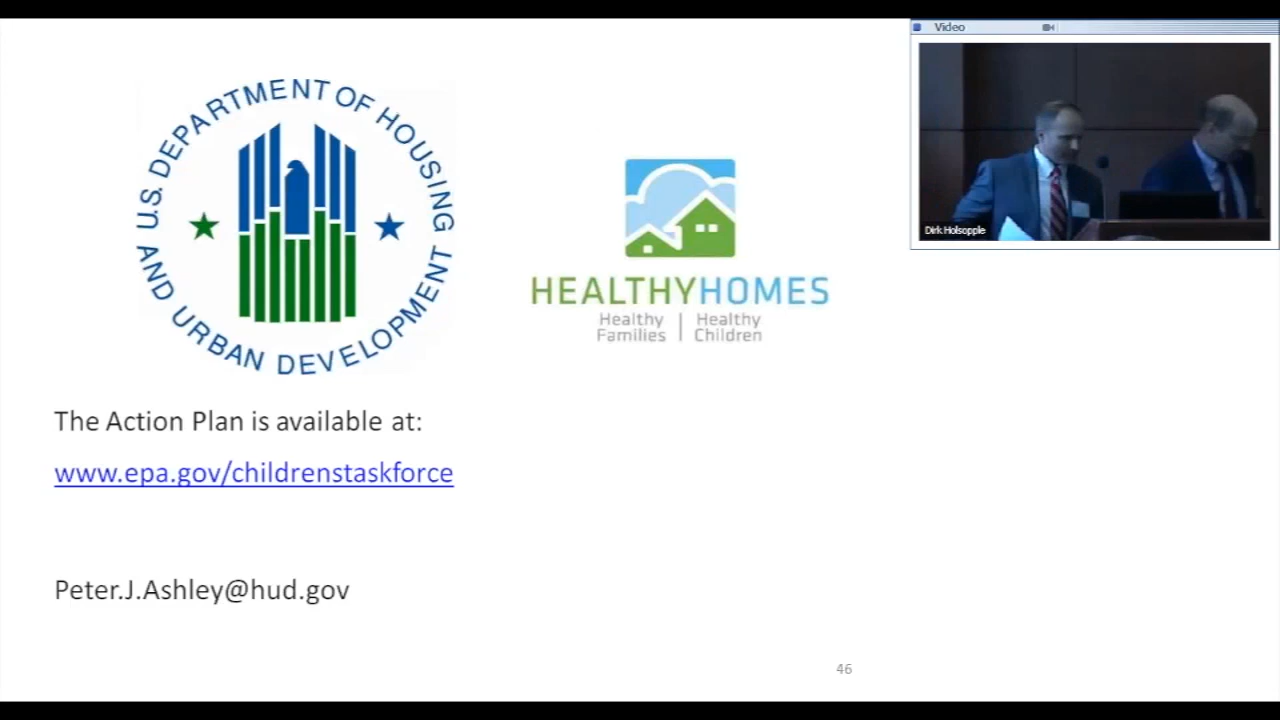 Video
U.S. DEPARTMENT OF HOUSING
AND URBAN DEVELOPMENT
HEALTHYHOMES
Healthy Families | Healthy Children
Dirk Holsopple
The Action Plan is available at:
www.epa.gov/childrenstaskforce
Peter.J.Ashley@hud.gov
46